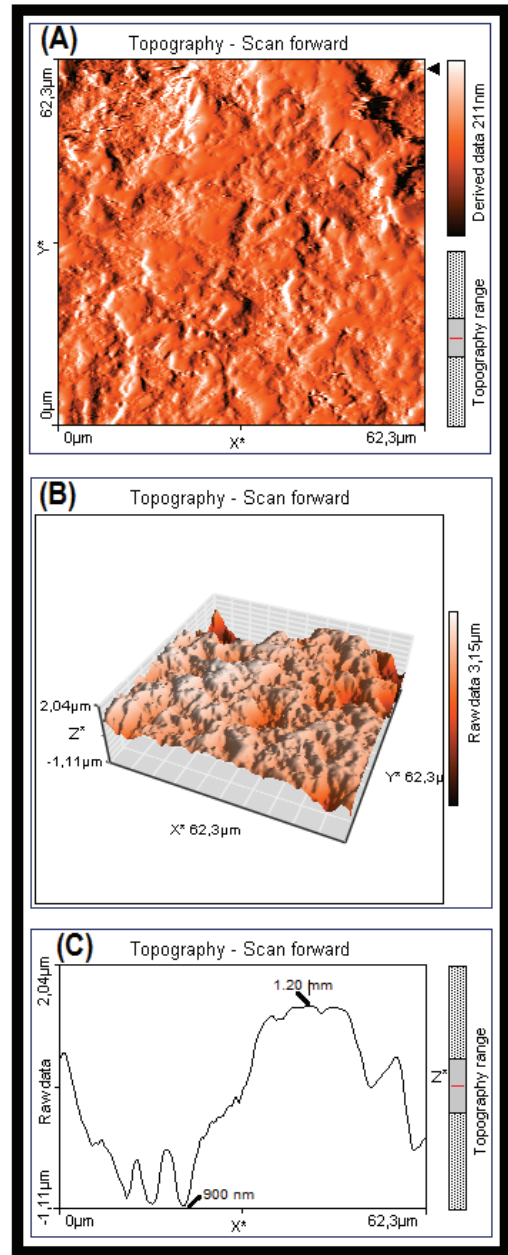 (A)
Topography - Scan forward
62,3µm
Y*
0µm
0µm
X*
62,3µm
Derived data 211nm
Topography range
(B)
Topography - Scan forward
2,04µm
Z*
-1,11µm
X* 62,3µm
Y* 62,3µ
Raw data 3,15µm
(C)
Topography - Scan forward
2,04µm
Raw data
-1,11µm
1.20 mm
900 nm
0µm
X*
62,3µm
Z*
Topography range